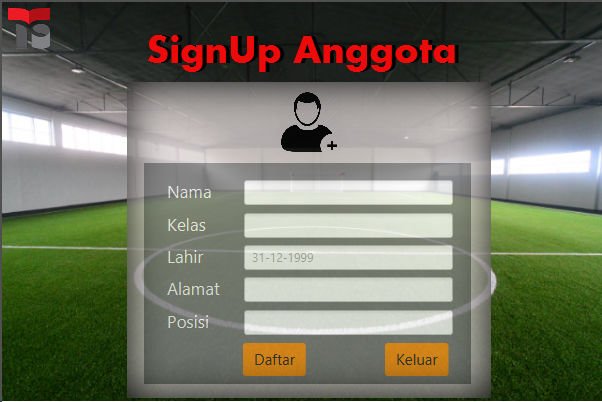 SignUp Anggota
Nama
Kelas
Lahir 31-12-1999
Alamat
Posisi
Daftar Keluar